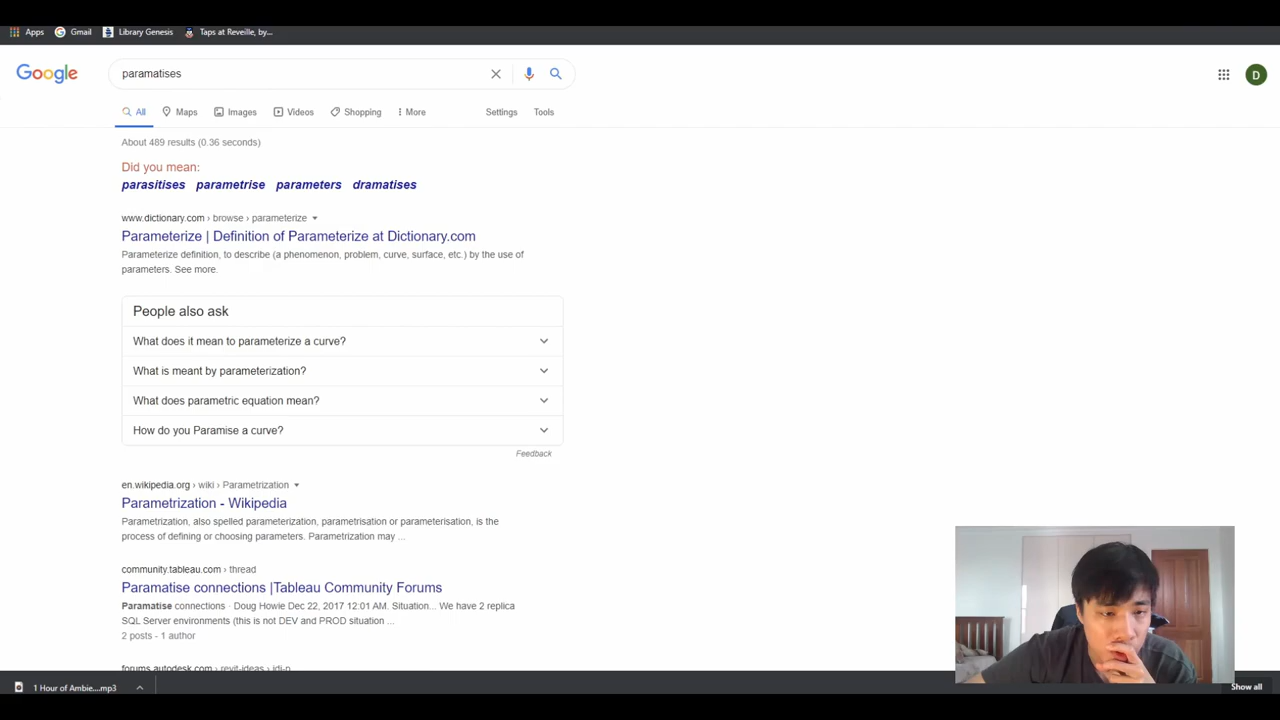 Apps Gmail Library Genesis Taps at Reveille, by...
Google paramatises D
All Maps Images Videos Shopping More Settings Tools
About 489 results (0.36 seconds)
Did you mean:
parasitises parametrise parameters dramatises
www.dictionary.com › browse › parameterize
Parameterize | Definition of Parameterize at Dictionary.com
Parameterize definition, to describe (a phenomenon, problem, curve, surface, etc.) by the use of
parameters. See more.
People also ask
What does it mean to parameterize a curve?
What is meant by parameterization?
What does parametric equation mean?
How do you Paramise a curve?
Feedback
en.wikipedia.org › wiki › Parametrization
Parametrization - Wikipedia
Parametrization, also spelled parameterization, parametrisation or parameterisation, is the
process of defining or choosing parameters. Parametrization may ...
community.tableau.com › thread
Paramatise connections |Tableau Community Forums
Paramatise connections · Doug Howie Dec 22, 2017 12:01 AM. Situation... We have 2 replica
SQL Server environments (this is not DEV and PROD situation ...
2 posts - 1 author
forums.autodesk.com › revit-ideas › idi-p
1 Hour of Ambie....mp3 Show all